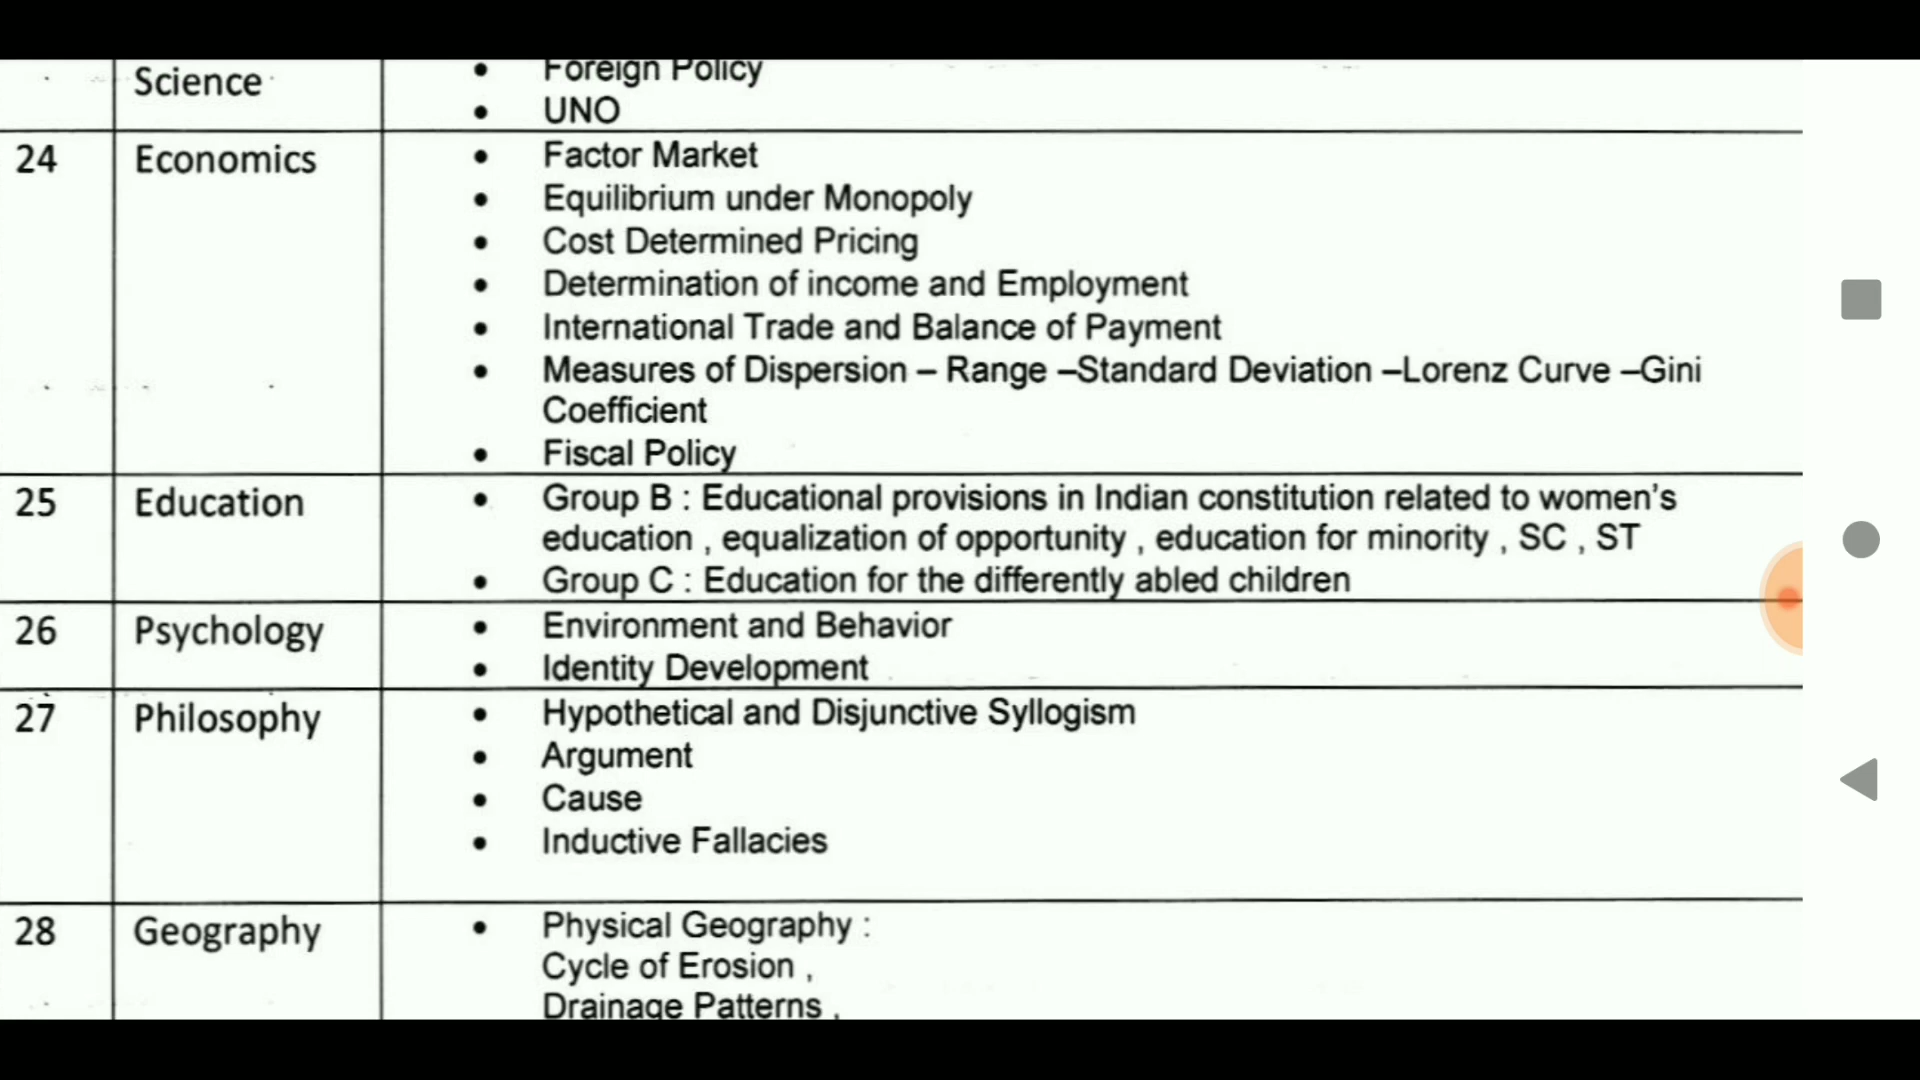 Science
• Foreign Policy
• UNO
24 Economics • Factor Market
• Equilibrium under Monopoly
• Cost Determined Pricing
• Determination of income and Employment
• International Trade and Balance of Payment
• Measures of Dispersion – Range –Standard Deviation –Lorenz Curve –Gini
Coefficient
• Fiscal Policy
25 Education • Group B : Educational provisions in Indian constitution related to women's
education , equalization of opportunity , education for minority , SC , ST
• Group C : Education for the differently abled children
26 Psychology • Environment and Behavior
• Identity Development
27 Philosophy • Hypothetical and Disjunctive Syllogism
• Argument
• Cause
• Inductive Fallacies
28 Geography • Physical Geography :
Cycle of Erosion ,
Drainage Patterns ,